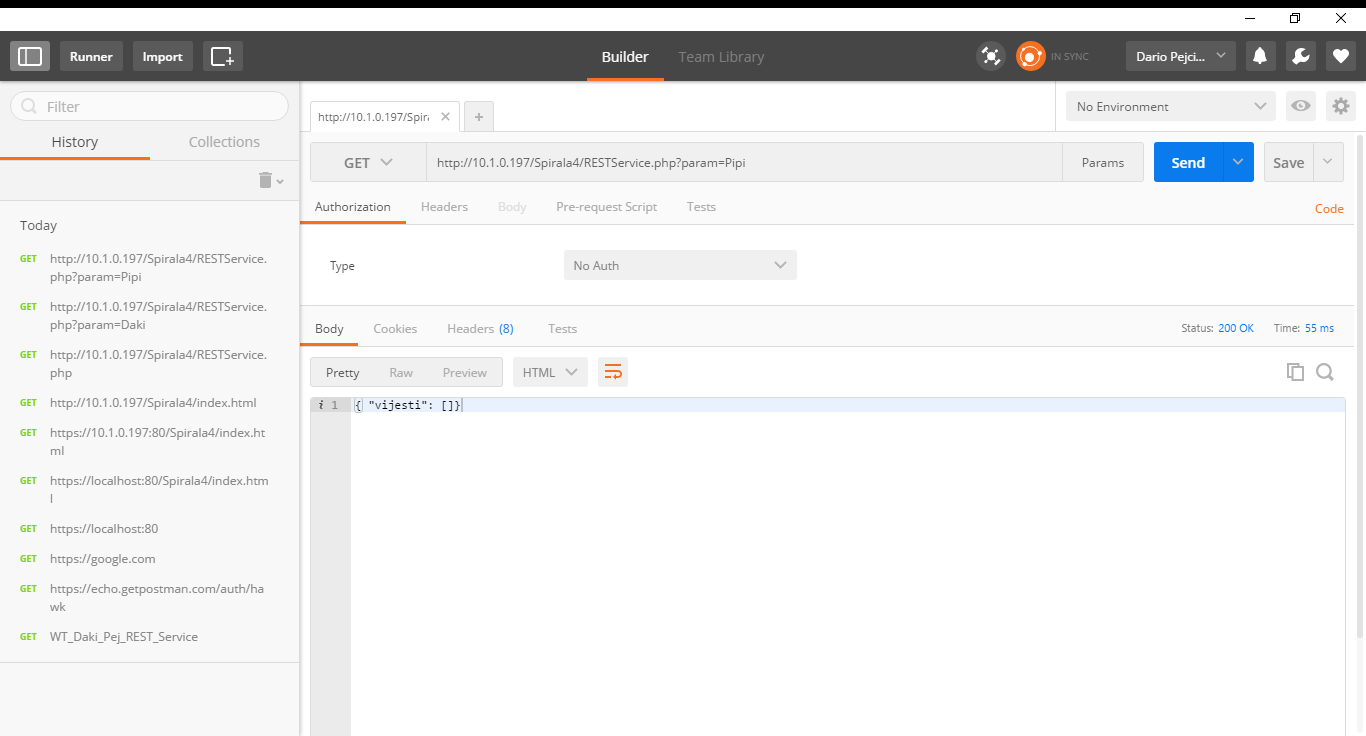 Runner
Import
Builder
Team Library
IN SYNC
Dario Pejci...
Filter
History
Collections
Today
GET http://10.1.0.197/Spirala4/RESTService.
php?param=Pipi
GET http://10.1.0.197/Spirala4/RESTService.
php?param=Daki
GET http://10.1.0.197/Spirala4/RESTService.
php
GET http://10.1.0.197/Spirala4/index.html
GET https://10.1.0.197:80/Spirala4/index.ht
ml
GET https://localhost:80/Spirala4/index.htm
l
GET https://localhost:80
GET https://google.com
GET https://echo.getpostman.com/auth/ha
wk
GET WT_Daki_Pej_REST_Service
http://10.1.0.197/Spira
No Environment
GET http://10.1.0.197/Spirala4/RESTService.php?param=Pipi Params Send Save
Authorization Headers Body Pre-request Script Tests Code
Type No Auth
Body Cookies Headers (8) Tests Status: 200 OK Time: 55 ms
Pretty Raw Preview HTML
i 1 { "vijesti": []}